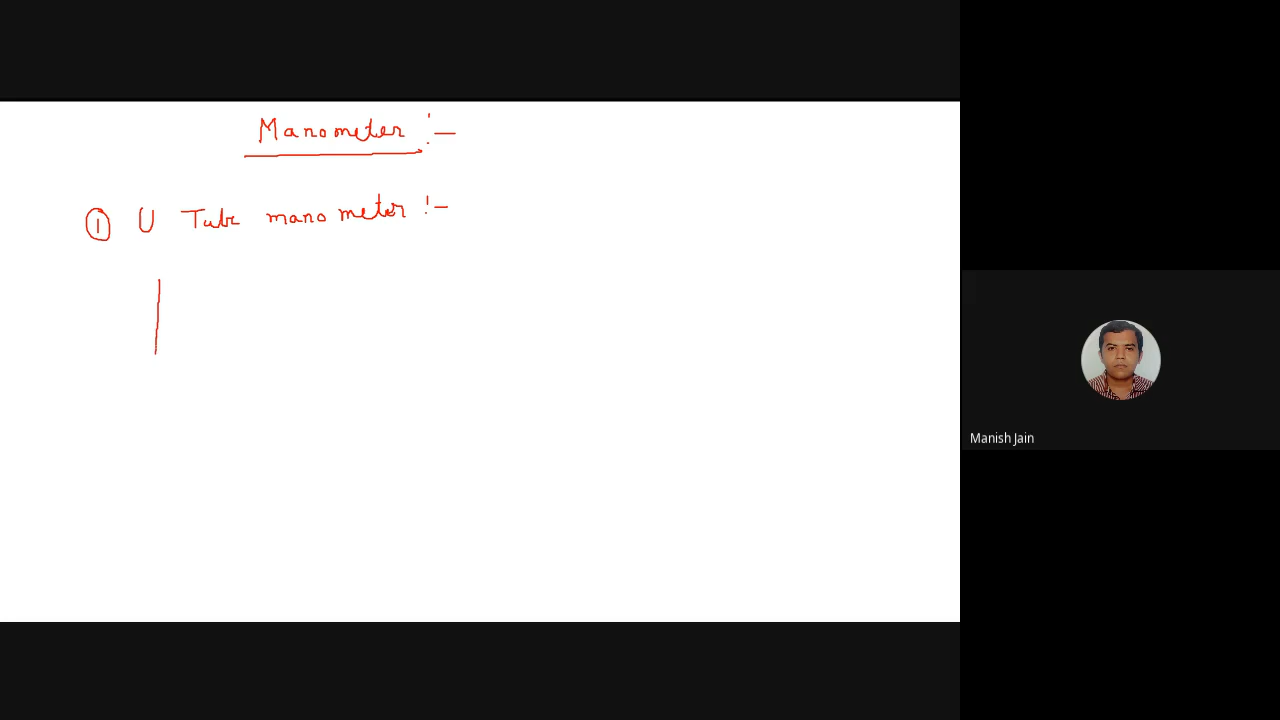 Manometer :-
① U Tube manometer :-
Manish Jain